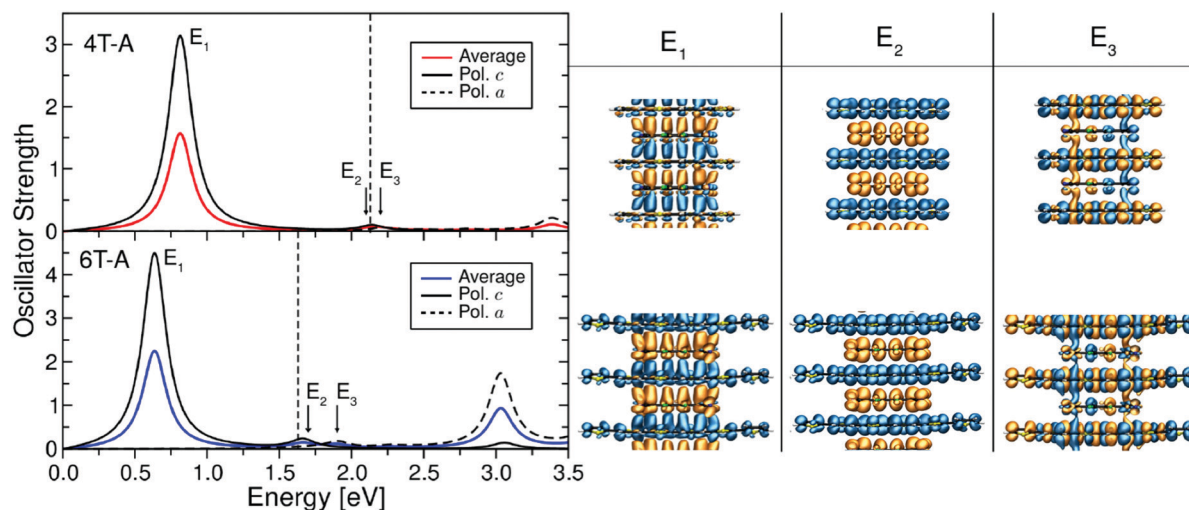 4T-A
E1
Average
Pol. c
Pol. a
E2
E3
3
2
1
0
6T-A
E1
Average
Pol. c
Pol. a
E2
E3
4
3
2
1
0
0.0 0.5 1.0 1.5 2.0 2.5 3.0 3.5
Energy [eV]
Oscillator Strength
E1
E2
E3